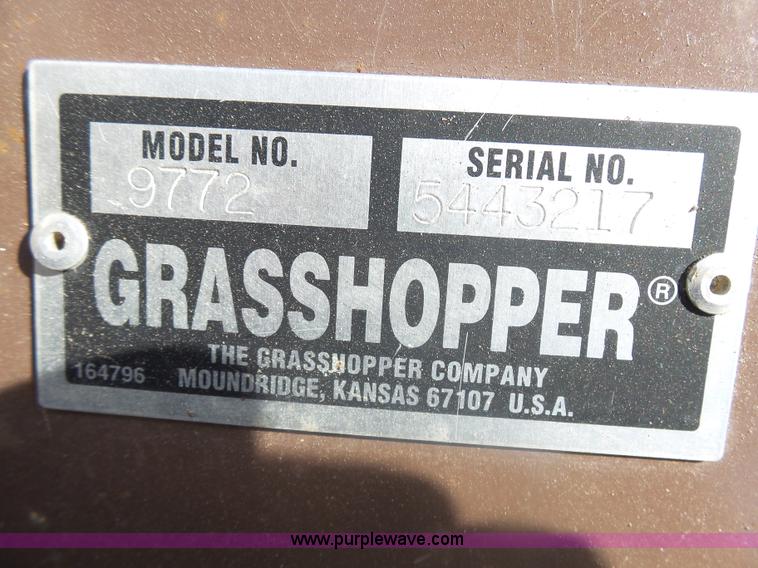 MODEL NO.
9772
SERIAL NO.
5443217
GRASSHOPPER®
THE GRASSHOPPER COMPANY
164796 MOUNDRIDGE, KANSAS 67107 U.S.A.
www.purplewave.com